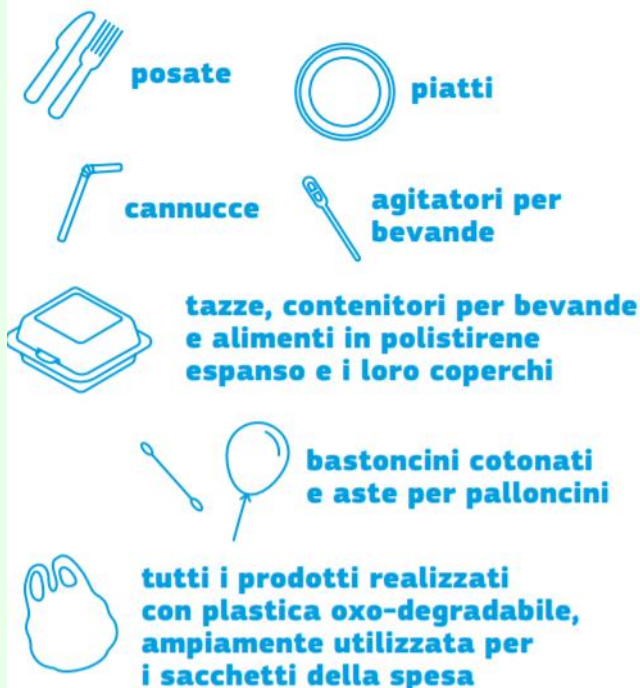 posate
piatti
cannucce
agitatori per
bevande
tazze, contenitori per bevande
e alimenti in polistirene
espanso e i loro coperchi
bastoncini cotonati
e aste per palloncini
tutti i prodotti realizzati
con plastica oxo-degradabile,
ampiamente utilizzata per
i sacchetti della spesa